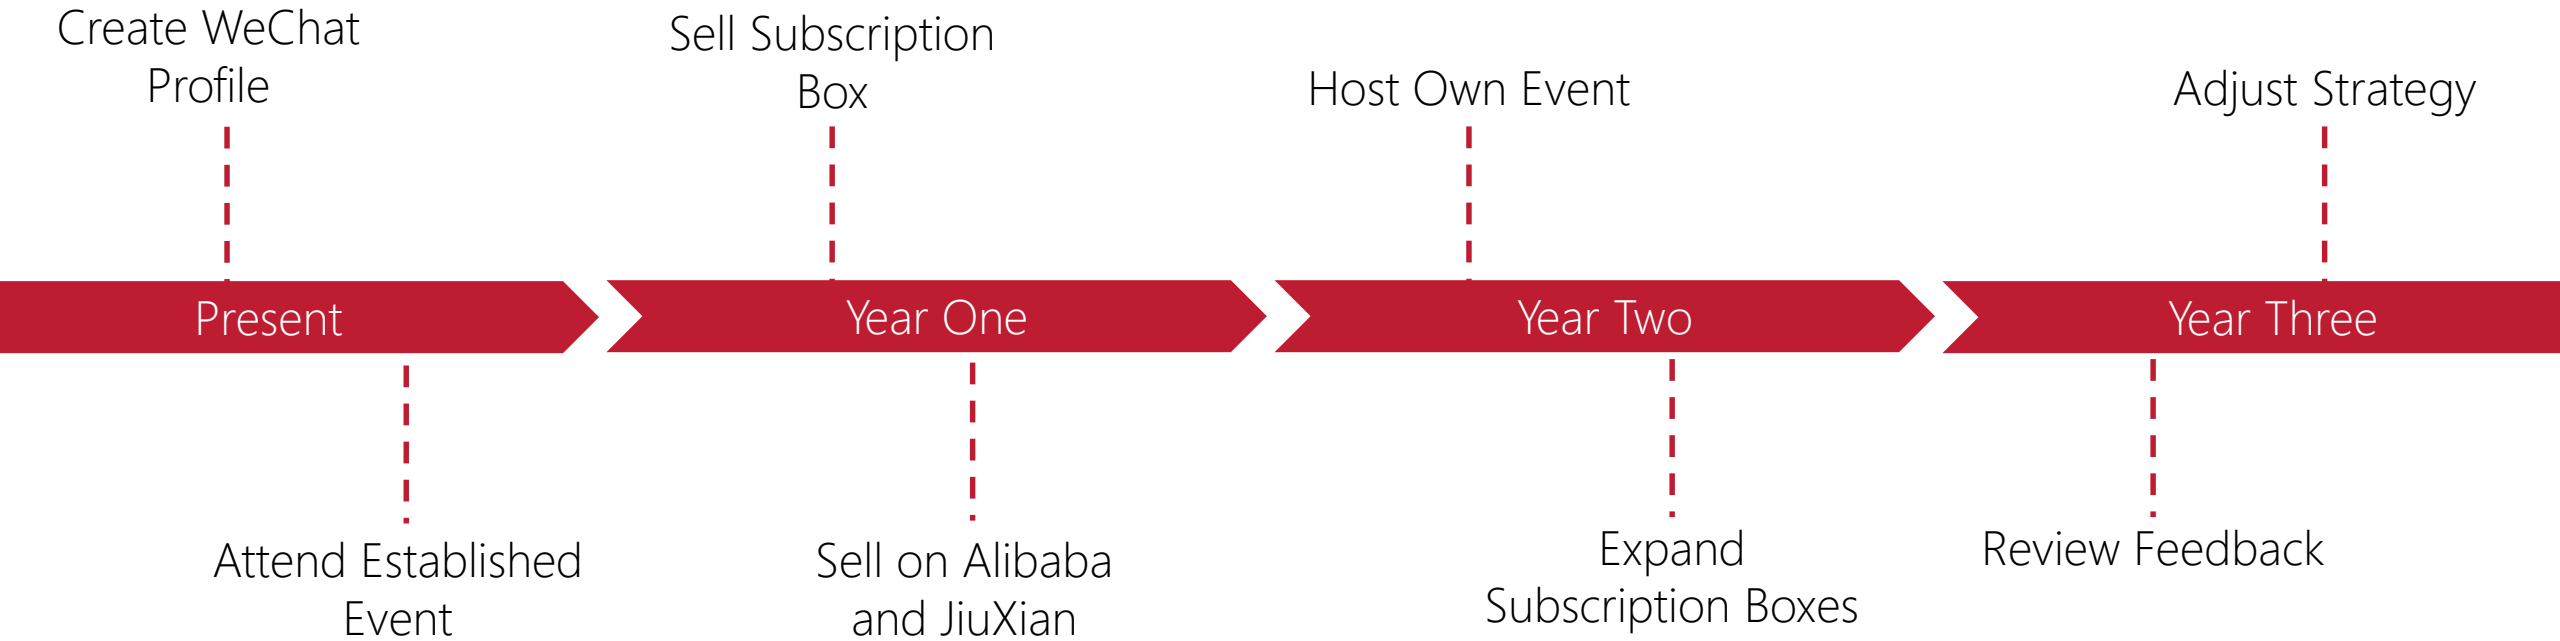 Create WeChat
Profile
Sell Subscription
Box
Host Own Event
Adjust Strategy
Present
Year One
Year Two
Year Three
Attend Established
Event
Sell on Alibaba
and JiuXian
Expand
Subscription Boxes
Review Feedback